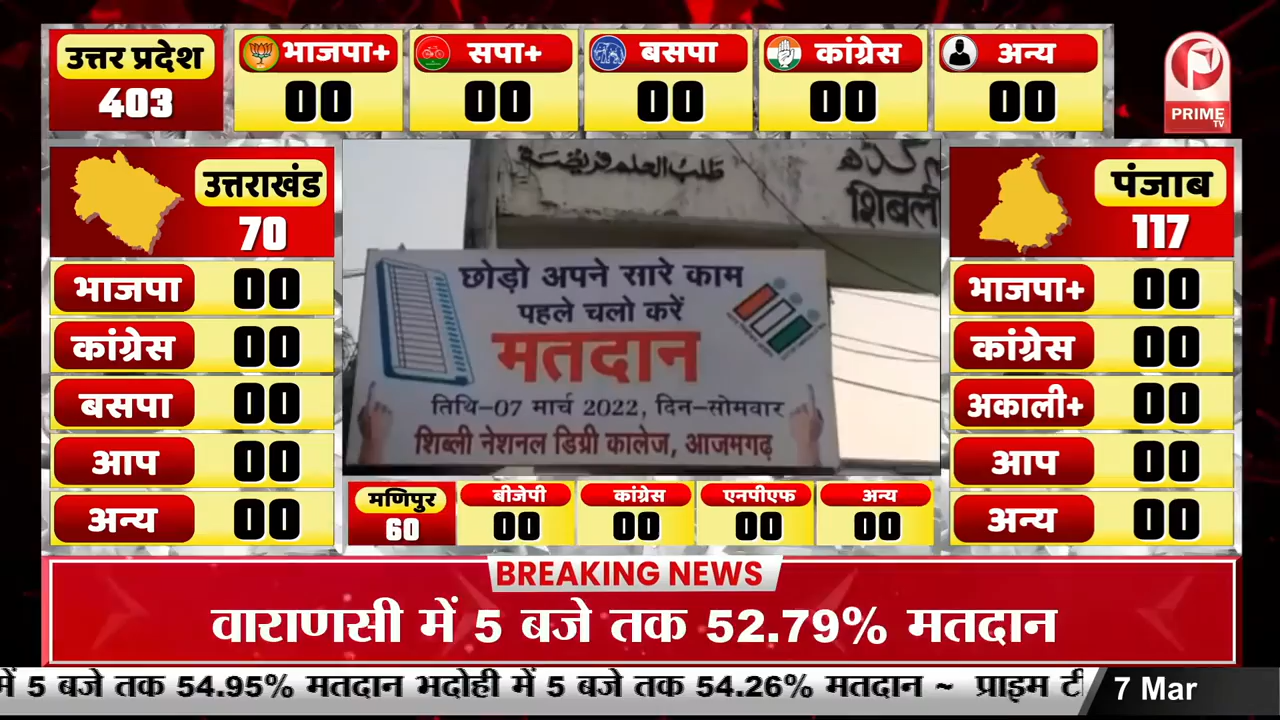 उत्तर प्रदेश
403
भाजपा+
00
सपा+
00
बसपा
00
कांग्रेस
00
अन्य
00
PRIME
TV
उत्तराखंड
70
भाजपा 00
कांग्रेस 00
बसपा 00
आप 00
अन्य 00
طلب العلم فريضة
शिबली
छोड़ो अपने सारे काम
पहले चलो करें
मतदान
तिथि–07 मार्च 2022, दिन–सोमवार
शिब्ली नेशनल डिग्री कालेज, आजमगढ़
पंजाब
117
भाजपा+ 00
कांग्रेस 00
अकाली+ 00
आप 00
अन्य 00
मणिपुर
60
बीजेपी
00
कांग्रेस
00
एनपीएफ
00
अन्य
00
BREAKING NEWS
वाराणसी में 5 बजे तक 52.79% मतदान
में 5 बजे तक 54.95% मतदान भदोही में 5 बजे तक 54.26% मतदान ~ प्राइम टी
7 Mar